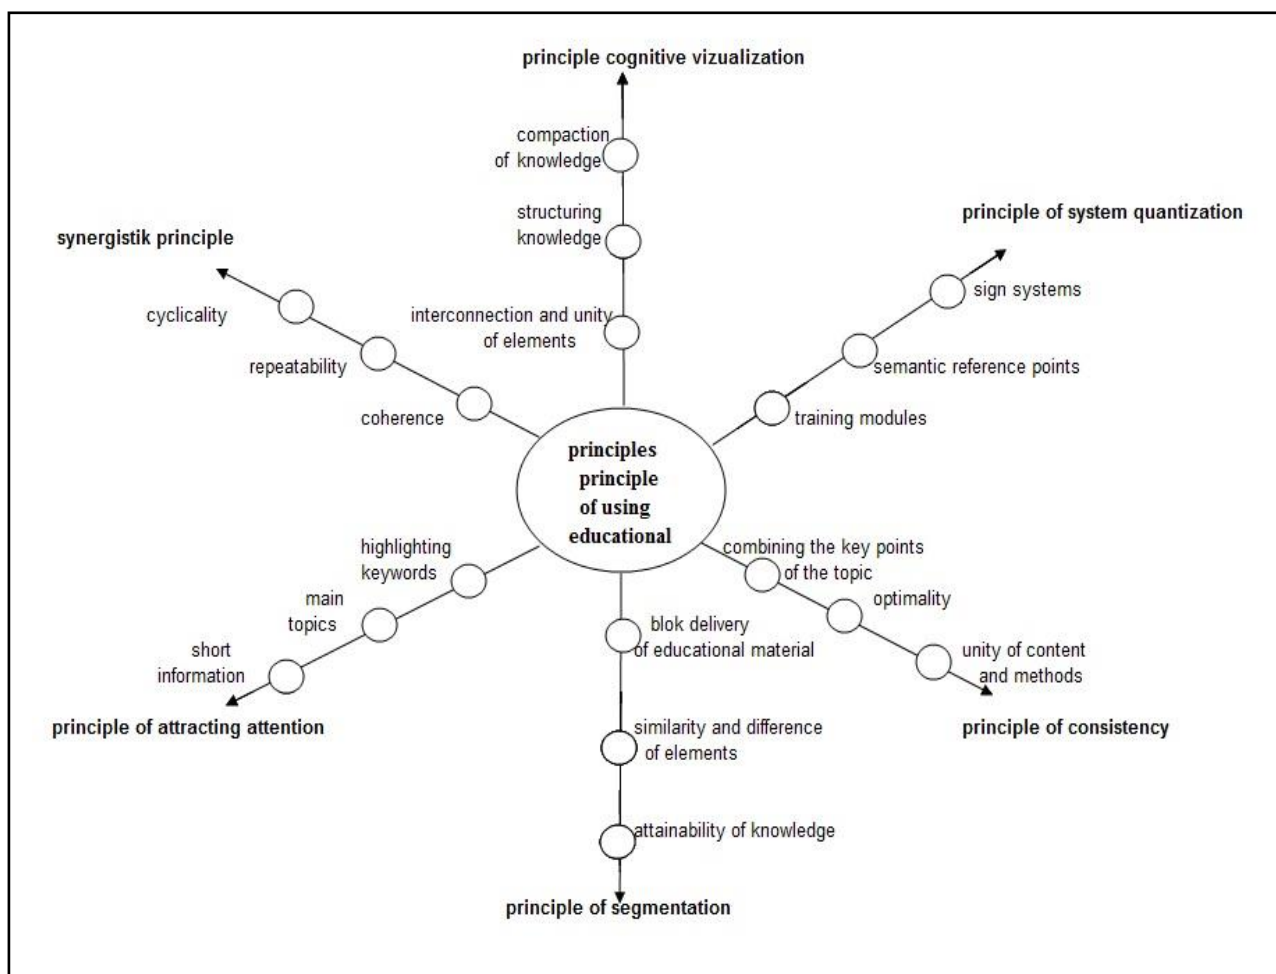 principle cognitive vizualization
compaction
of knowledge
structuring
knowledge
interconnection and unity
of elements
principle of system quantization
sign systems
semantic reference points
training modules
synergistik principle
cyclicality
repeatability
coherence
principles
principle
of using
educational
highlighting
keywords
main
topics
short
information
principle of attracting attention
combining the key points
of the topic
optimality
unity of content
and methods
principle of consistency
blok delivery
of educational material
similarity and difference
of elements
attainability of knowledge
principle of segmentation